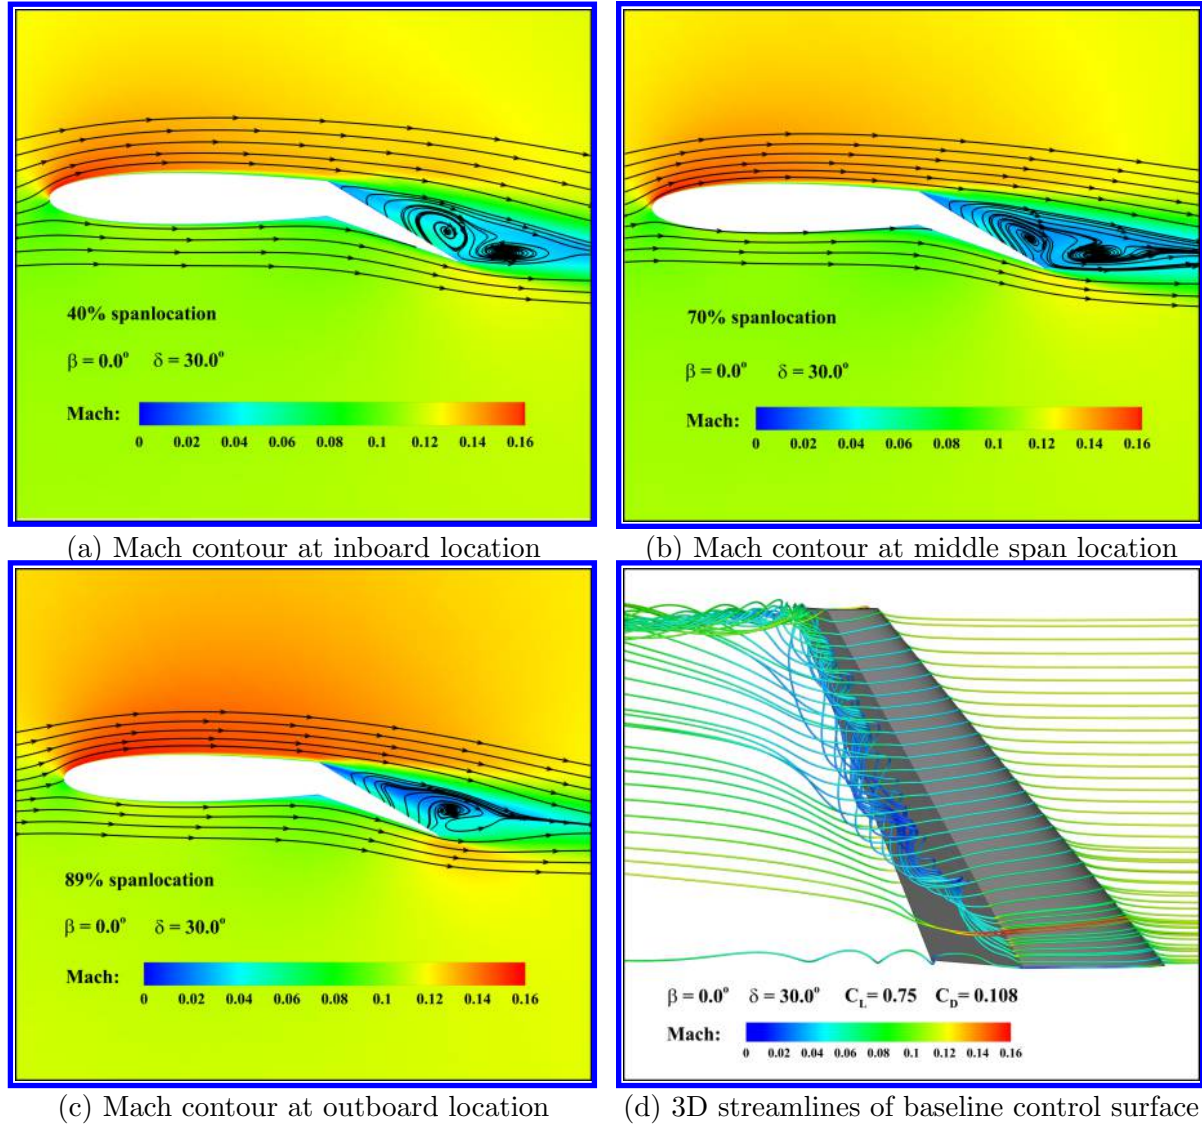 40% spanlocation
β = 0.0° δ = 30.0°
Mach:
0 0.02 0.04 0.06 0.08 0.1 0.12 0.14 0.16
(a) Mach contour at inboard location
70% spanlocation
β = 0.0° δ = 30.0°
Mach:
0 0.02 0.04 0.06 0.08 0.1 0.12 0.14 0.16
(b) Mach contour at middle span location
89% spanlocation
β = 0.0° δ = 30.0°
Mach:
0 0.02 0.04 0.06 0.08 0.1 0.12 0.14 0.16
(c) Mach contour at outboard location
β = 0.0° δ = 30.0° C_L = 0.75 C_D = 0.108
Mach:
0 0.02 0.04 0.06 0.08 0.1 0.12 0.14 0.16
(d) 3D streamlines of baseline control surface